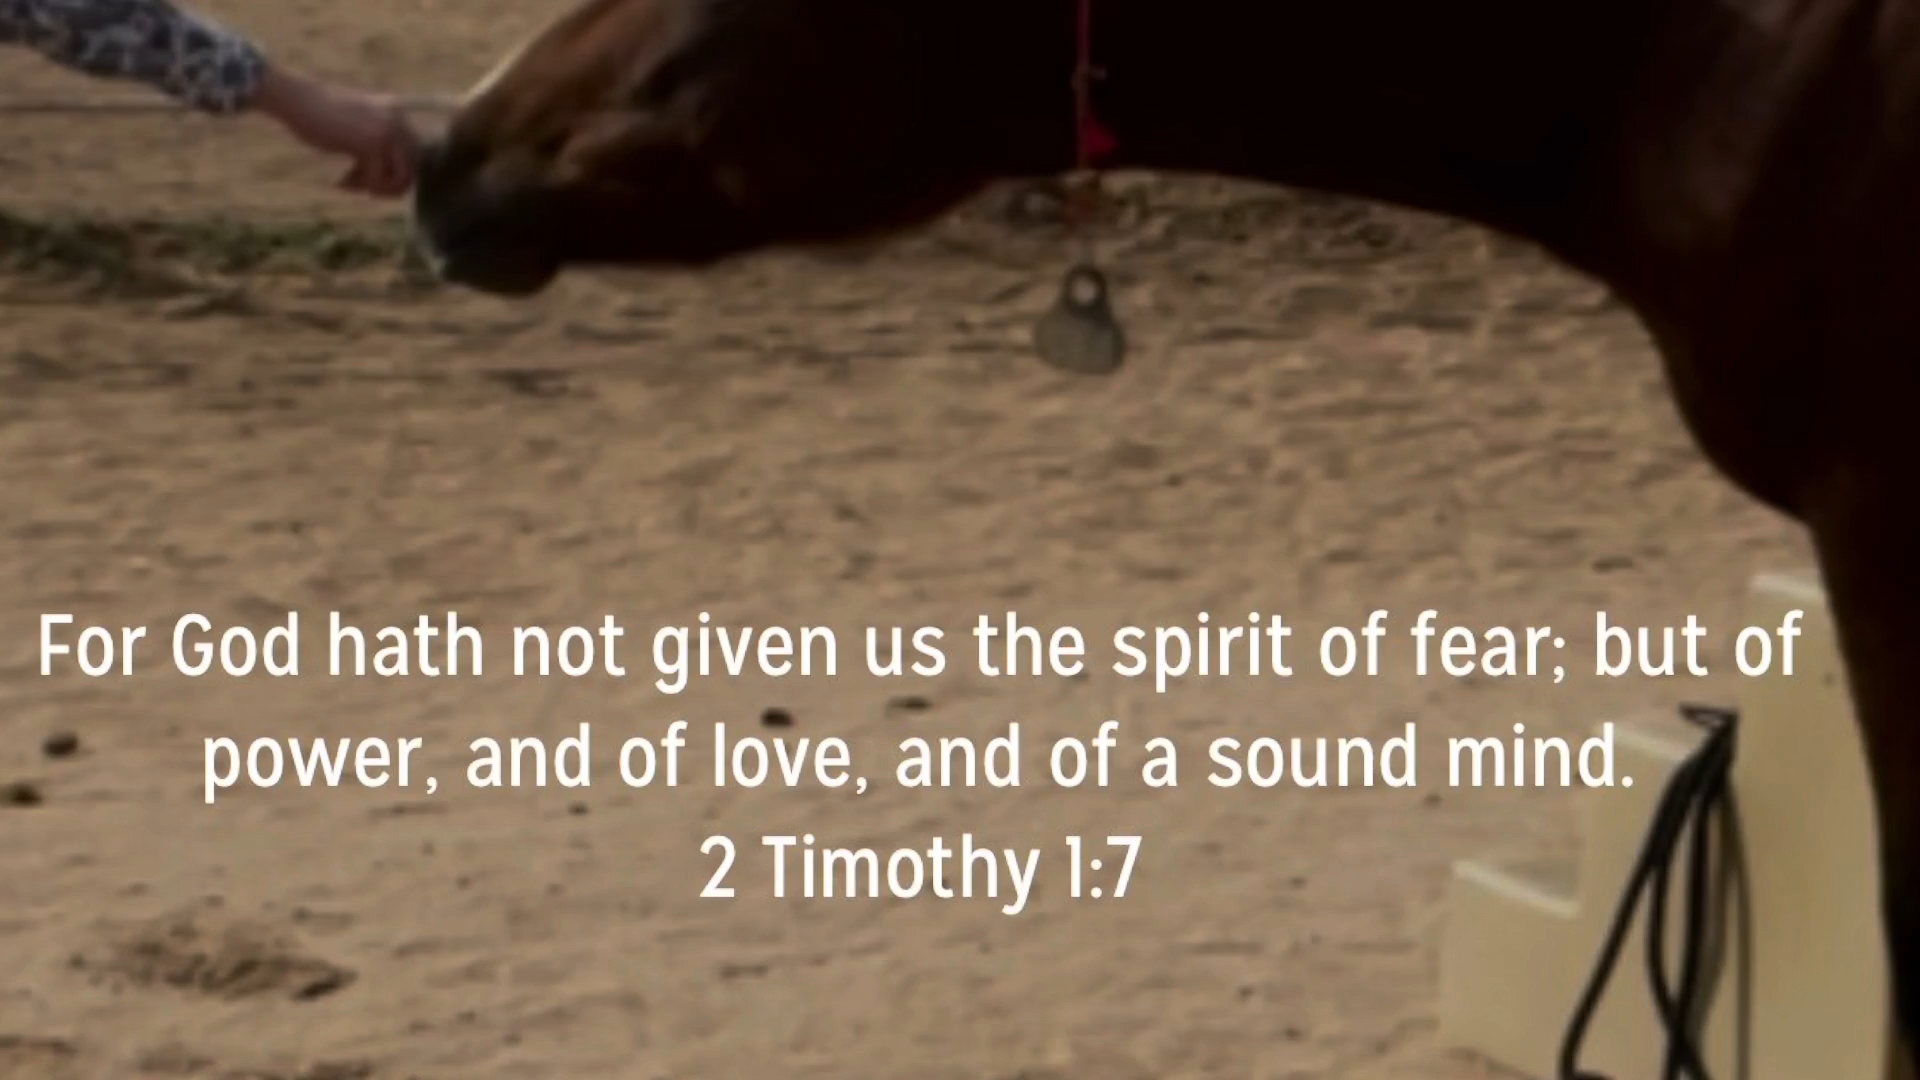 For God hath not given us the spirit of fear; but of
power, and of love, and of a sound mind.
2 Timothy 1:7